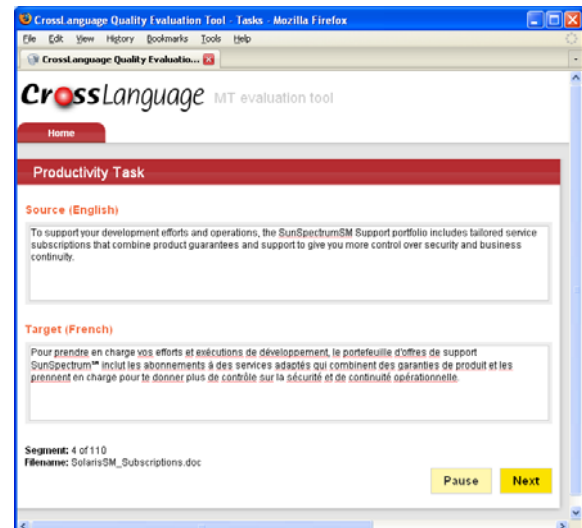 CrossLanguage Quality Evaluation Tool - Tasks - Mozilla Firefox
File Edit View History Bookmarks Tools Help
CrossLanguage Quality Evaluatio...
CrossLanguage MT evaluation tool
Home
Productivity Task
Source (English)
To support your development efforts and operations, the SunSpectrumSM Support portfolio includes tailored service
subscriptions that combine product guarantees and support to give you more control over security and business
continuity.
Target (French)
Pour prendre en charge vos efforts et exécutions de développement, le portefeuille d'offres de support
SunSpectrum℠ inclut les abonnements à des services adaptés qui combinent des garanties de produit et les
prennent en charge pour te donner plus de contrôle sur la sécurité et de continuité opérationnelle.
Segment: 4 of 110
Filename: SolarisSM_Subscriptions.doc
Pause Next